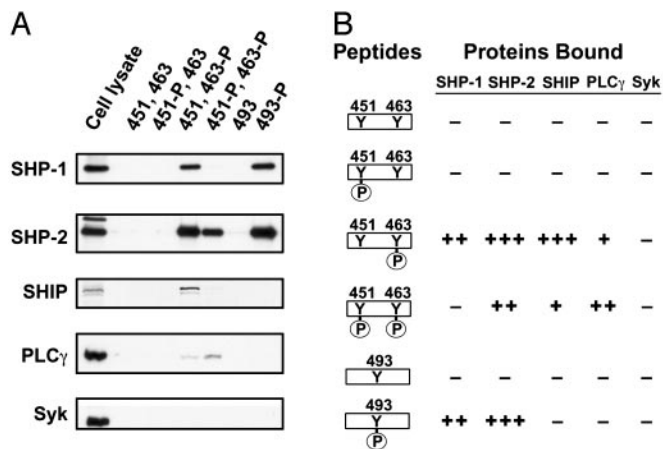 A
Cell lysate
451, 463
451-P, 463
451, 463-P
451-P, 463-P
493
493-P
SHP-1
SHP-2
SHIP
PLCγ
Syk
B
Peptides Proteins Bound
SHP-1 SHP-2 SHIP PLCγ Syk
451 463
Y Y – – – – –
451 463
Y Y – – – – –
P
451 463
Y Y ++ +++ +++ + –
P
451 463
Y Y – ++ + ++ –
P P
493
Y – – – – –
493
Y ++ +++ – – –
P